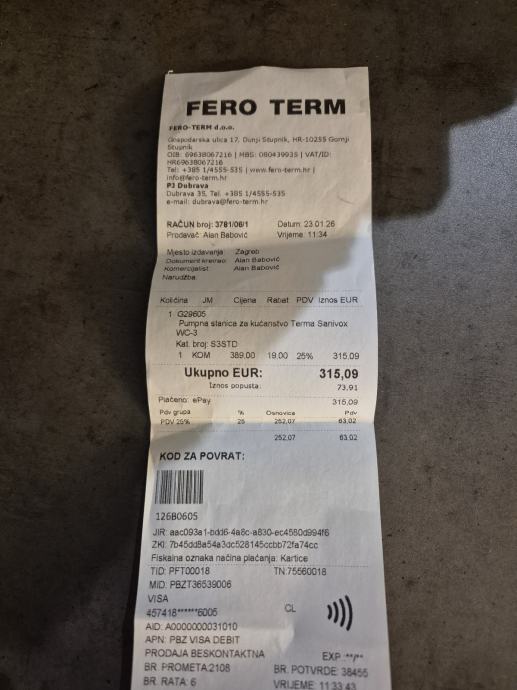 FERO TERM
FERO-TERM d.o.o.
Gospodarska ulica 17, Donji Stupnik, HR-10255 Gornji
Stupnik
OIB: 69638067216 | MBS: 080439935 | VAT/ID:
HR69638067216
Tel: +385 1/4555-535 | www.fero-term.hr |
info@fero-term.hr
PJ Dubrava
Dubrava 35, Tel. +385 1/4555-535
e-mail: dubrava@fero-term.hr
RAČUN broj: 3781/06/1 Datum: 23.01.26
Prodavač: Alan Babović Vrijeme: 11:34
Mjesto izdavanja: Zagreb
Dokument kreirao: Alan Babović
Komercijalist: Alan Babović
Narudžba:
Količina JM Cijena Rabat PDV Iznos EUR
1 G29605
Pumpna stanica za kućanstvo Terma Sanivox
WC-3
Kat. broj: S3STD
1 KOM 389,00 19,00 25% 315,09
Ukupno EUR: 315,09
Iznos popusta: 73,91
Plaćeno: ePay 315,09
Pdv grupa % Osnovica Pdv
PDV 25% 25 252,07 63,02
252,07 63,02
KOD ZA POVRAT:
126B0605
JIR: aac093a1-bdd6-4a8c-a830-ec4580d994f6
ZKI: 7b45dd8a54a3dc528145ccbb72fa74cc
Fiskalna oznaka načina plaćanja: Kartice
TID: PFT00018 TN:75560018
MID: PBZT36539006
VISA
457418******6005 CL
AID: A0000000031010
APN: PBZ VISA DEBIT
PRODAJA BESKONTAKTNA EXP **/**
BR. PROMETA:2108 BR. POTVRDE: 38455
BR. RATA: 6 VRIJEME: 11:33:43